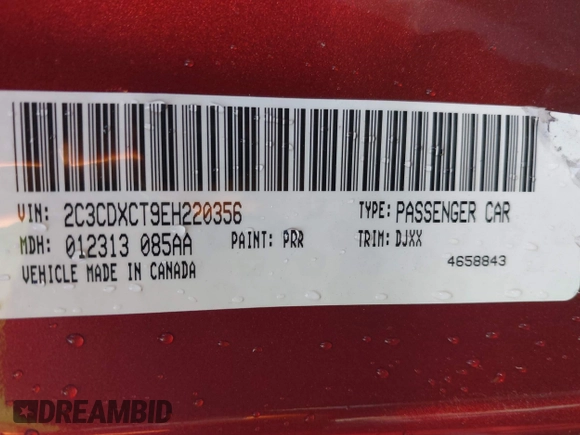 VIN: 2C3CDXCT9EH220356 TYPE: PASSENGER CAR
MDH: 012313 085AA PAINT: PRR TRIM: DJXX
VEHICLE MADE IN CANADA 4658843
DREAMBID